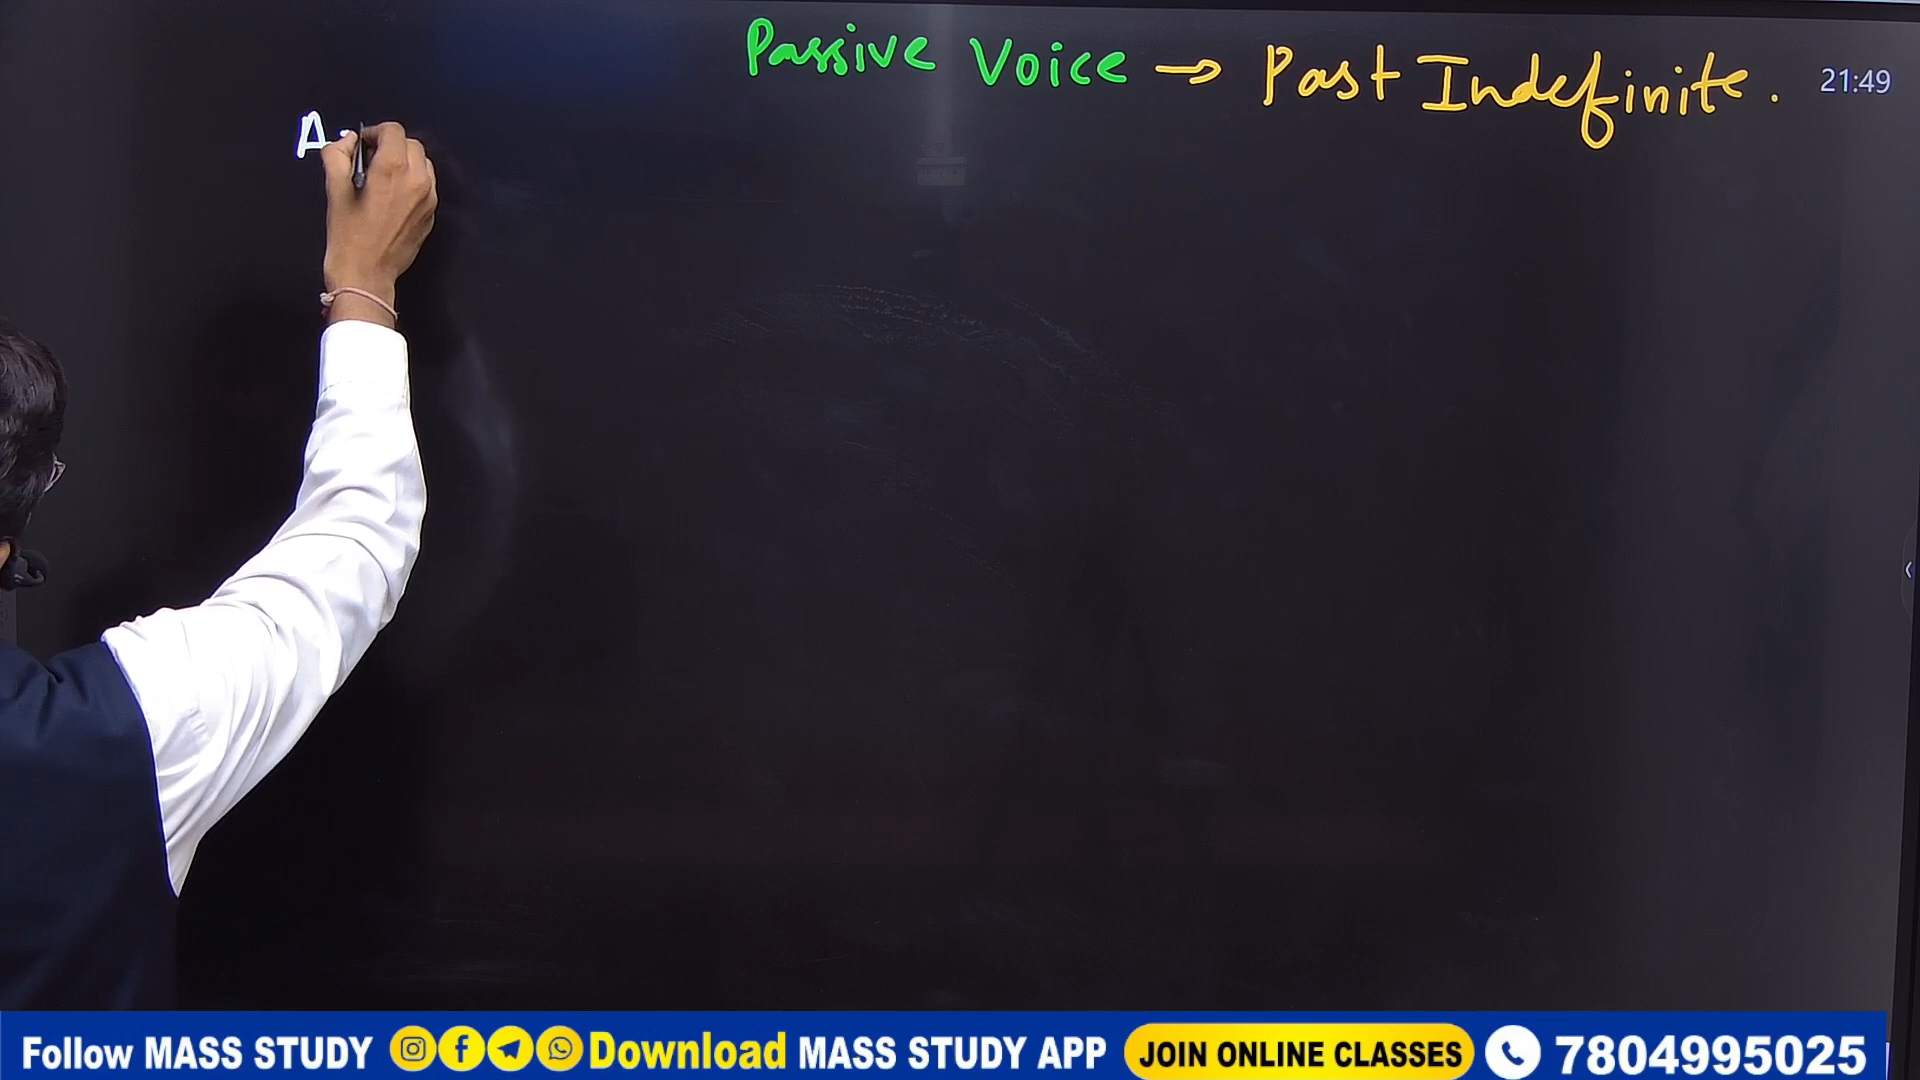 Passive Voice → Past Indefinite.
21:49
A
Follow MASS STUDY Download MASS STUDY APP JOIN ONLINE CLASSES 7804995025